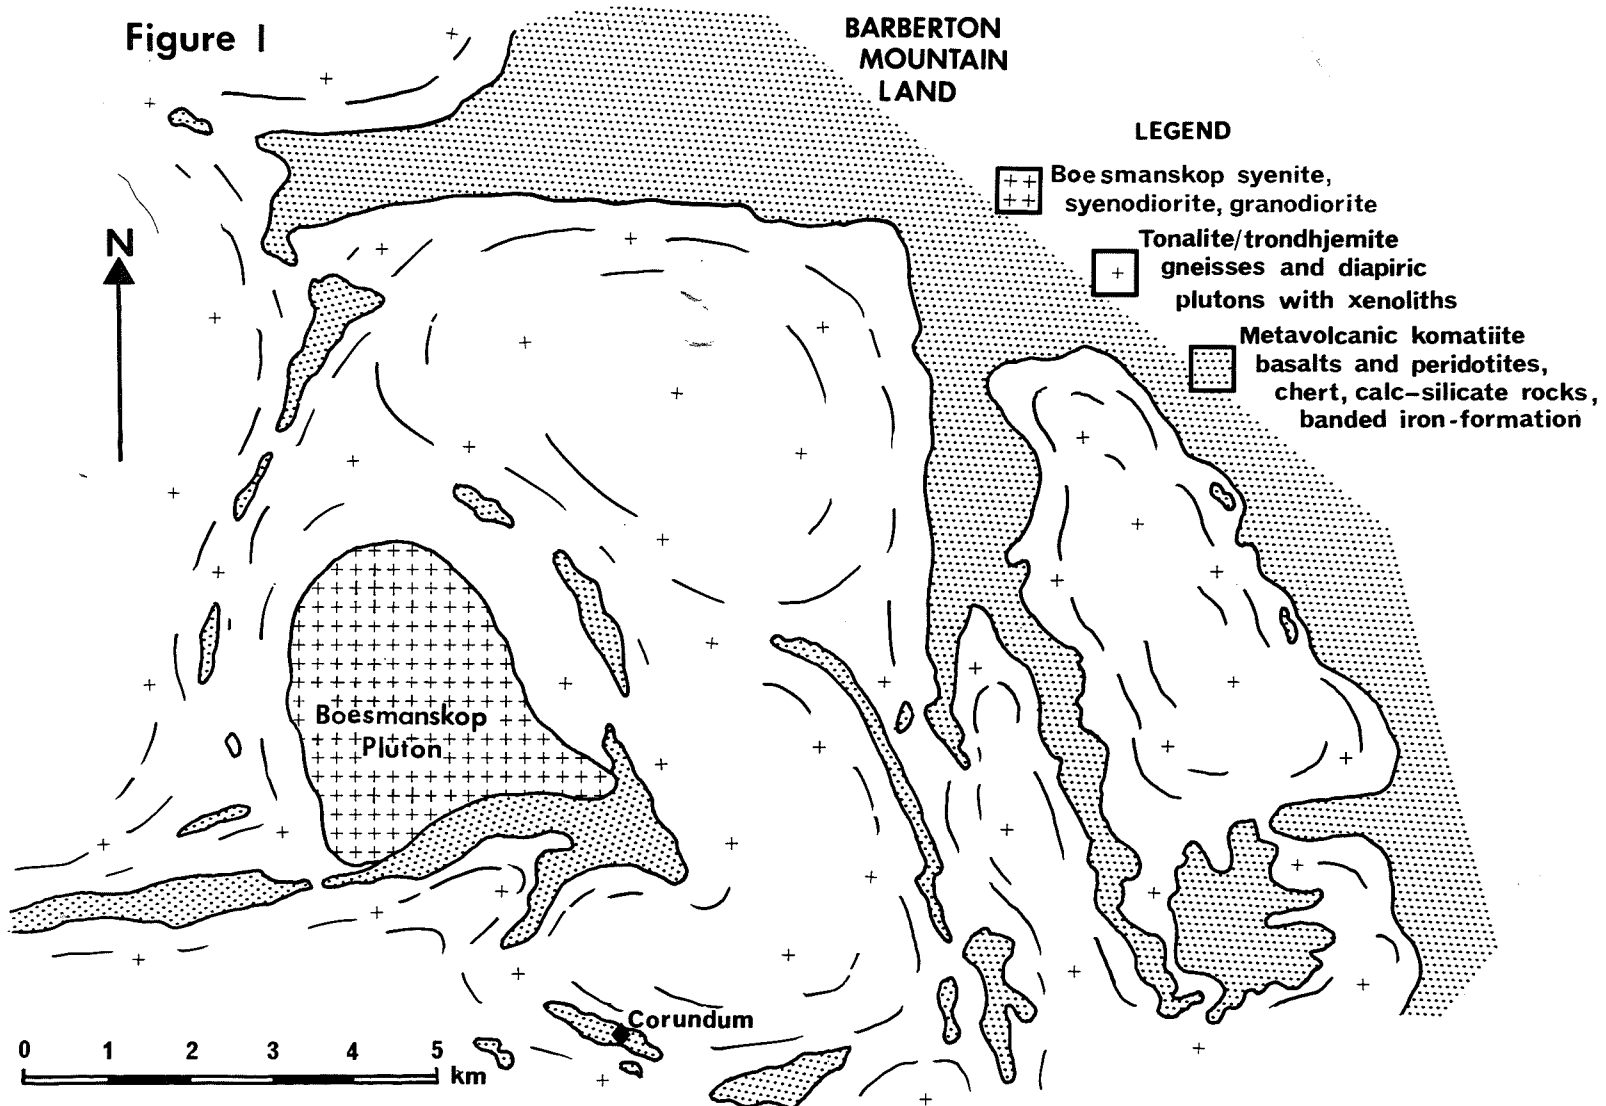 Figure 1
BARBERTON
MOUNTAIN
LAND
LEGEND
Boesmanskop syenite,
syenodiorite, granodiorite
Tonalite/trondhjemite
gneisses and diapiric
plutons with xenoliths
Metavolcanic komatiite
basalts and peridotites,
chert, calc-silicate rocks,
banded iron-formation
N
Boesmanskop
Pluton
Corundum
0 1 2 3 4 5
km